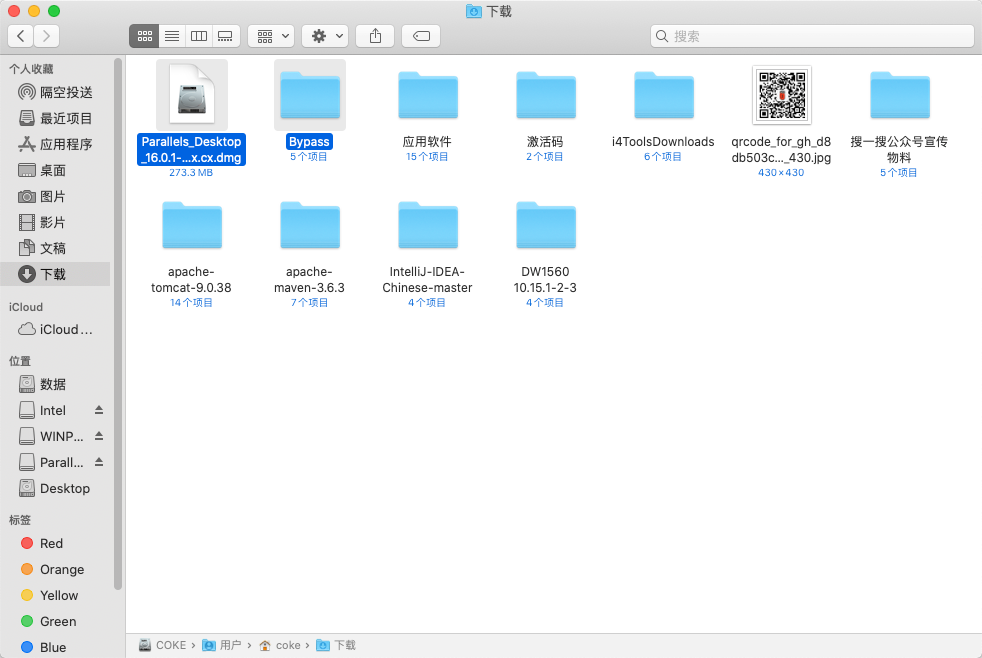 下载
搜索
个人收藏
隔空投送
最近项目
应用程序
桌面
图片
影片
文稿
下载
iCloud
iCloud...
位置
数据
Intel
WINP...
Parall...
Desktop
标签
Red
Orange
Yellow
Green
Blue
Parallels_Desktop
_16.0.1-...x.cx.dmg
273.3 MB
Bypass
5个项目
应用软件
15个项目
激活码
2个项目
i4ToolsDownloads
6个项目
qrcode_for_gh_d8
db503c..._430.jpg
430×430
搜一搜公众号宣传
物料
5个项目
apache-
tomcat-9.0.38
14个项目
apache-
maven-3.6.3
7个项目
IntelliJ-IDEA-
Chinese-master
4个项目
DW1560
10.15.1-2-3
4个项目
COKE › 用户 › coke › 下载